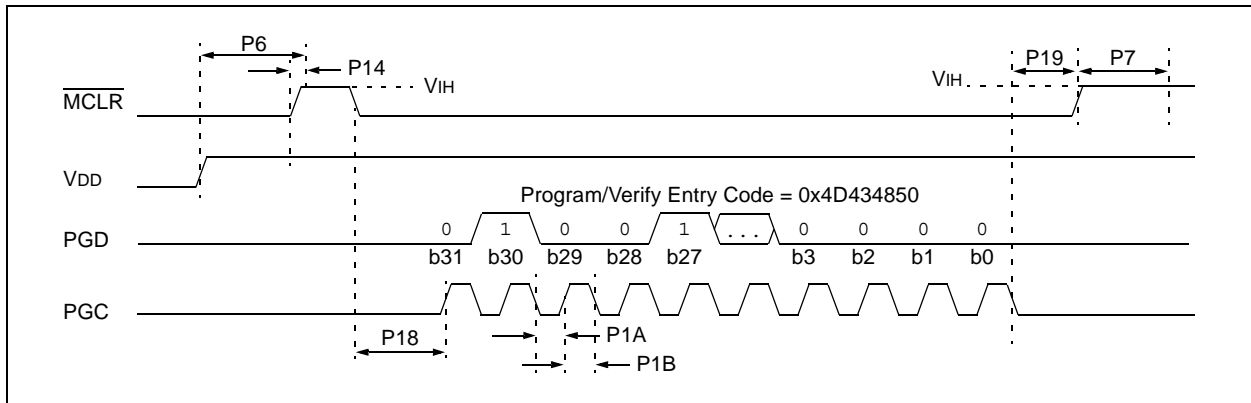 P6
P14
VIH
MCLR
P19
P7
VIH
VDD
Program/Verify Entry Code = 0x4D434850
PGD
0 1 0 0 1 ... 0 0 0 0
b31 b30 b29 b28 b27 b3 b2 b1 b0
PGC
P18
P1A
P1B